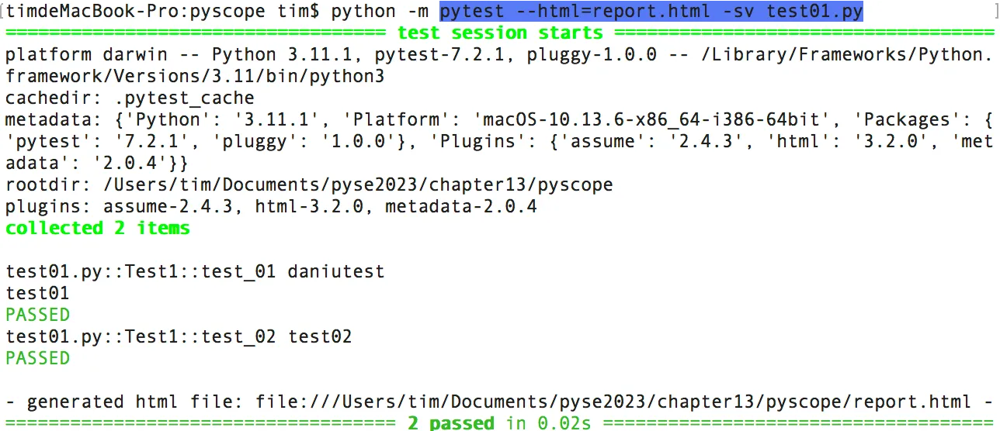 timdeMacBook-Pro:pyscope tim$ python -m pytest --html=report.html -sv test01.py
=================================== test session starts ===================================
platform darwin -- Python 3.11.1, pytest-7.2.1, pluggy-1.0.0 -- /Library/Frameworks/Python.
framework/Versions/3.11/bin/python3
cachedir: .pytest_cache
metadata: {'Python': '3.11.1', 'Platform': 'macOS-10.13.6-x86_64-i386-64bit', 'Packages': {
'pytest': '7.2.1', 'pluggy': '1.0.0'}, 'Plugins': {'assume': '2.4.3', 'html': '3.2.0', 'met
adata': '2.0.4'}}
rootdir: /Users/tim/Documents/pyse2023/chapter13/pyscope
plugins: assume-2.4.3, html-3.2.0, metadata-2.0.4
collected 2 items
test01.py::Test1::test_01 daniutest
test01
PASSED
test01.py::Test1::test_02 test02
PASSED
- generated html file: file:///Users/tim/Documents/pyse2023/chapter13/pyscope/report.html -
==================================== 2 passed in 0.02s ====================================